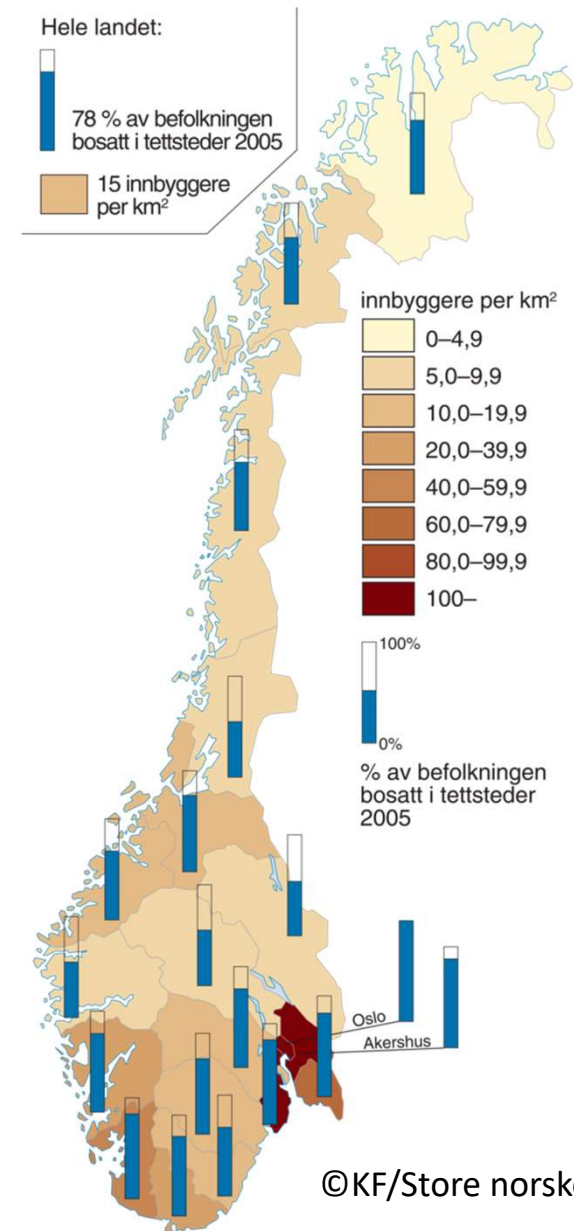 Hele landet:
78 % av befolkningen
bosatt i tettsteder 2005
15 innbyggere
per km²
innbyggere per km²
0–4,9
5,0–9,9
10,0–19,9
20,0–39,9
40,0–59,9
60,0–79,9
80,0–99,9
100–
100%
0%
% av befolkningen
bosatt i tettsteder
2005
Oslo
Akershus
©KF/Store norske